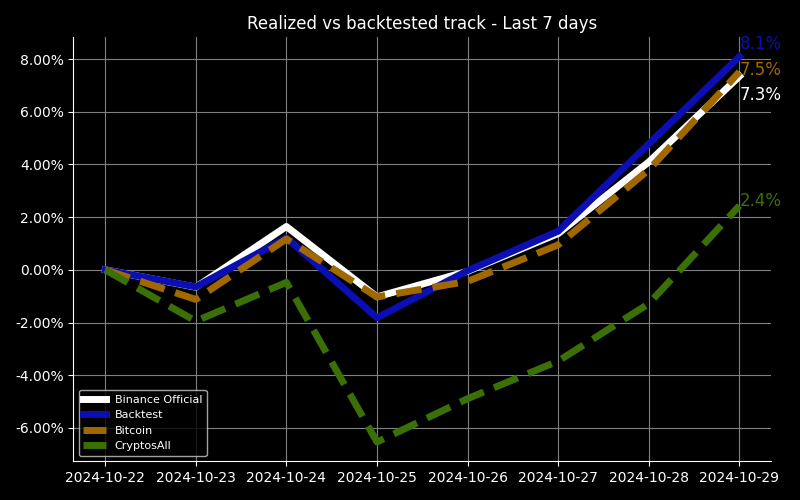 Realized vs backtested track - Last 7 days
8.1%
8.00%
7.5%
7.3%
6.00%
4.00%
2.4%
2.00%
0.00%
-2.00%
-4.00%
-6.00%
Binance Official
Backtest
Bitcoin
CryptosAll
2024-10-22 2024-10-23 2024-10-24 2024-10-25 2024-10-26 2024-10-27 2024-10-28 2024-10-29